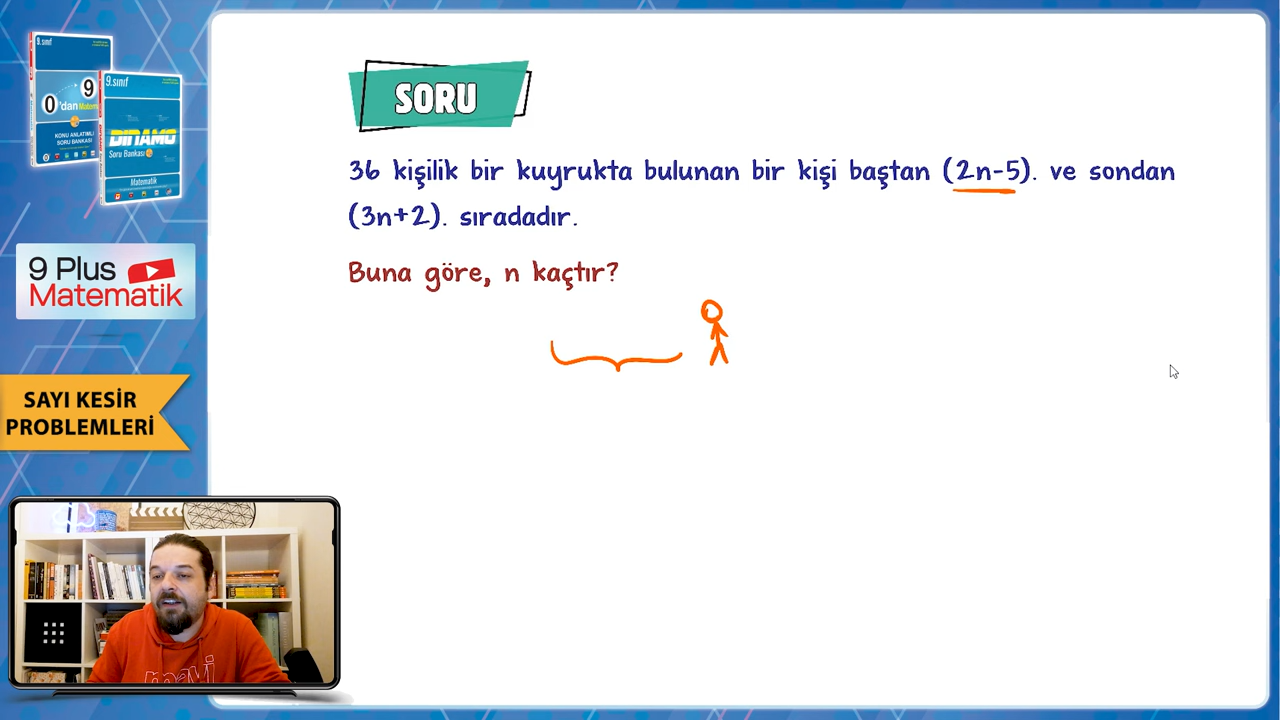 SORU
36 kişilik bir kuyrukta bulunan bir kişi baştan (2n-5). ve sondan
(3n+2). sıradadır.
Buna göre, n kaçtır?
9.sınıf
0'dan 9
Matematik
KONU ANLATIMLI
SORU BANKASI
9.sınıf
DİNAMO
Soru Bankası
Matematik
9 Plus
Matematik
SAYI KESİR
PROBLEMLERİ
mavi